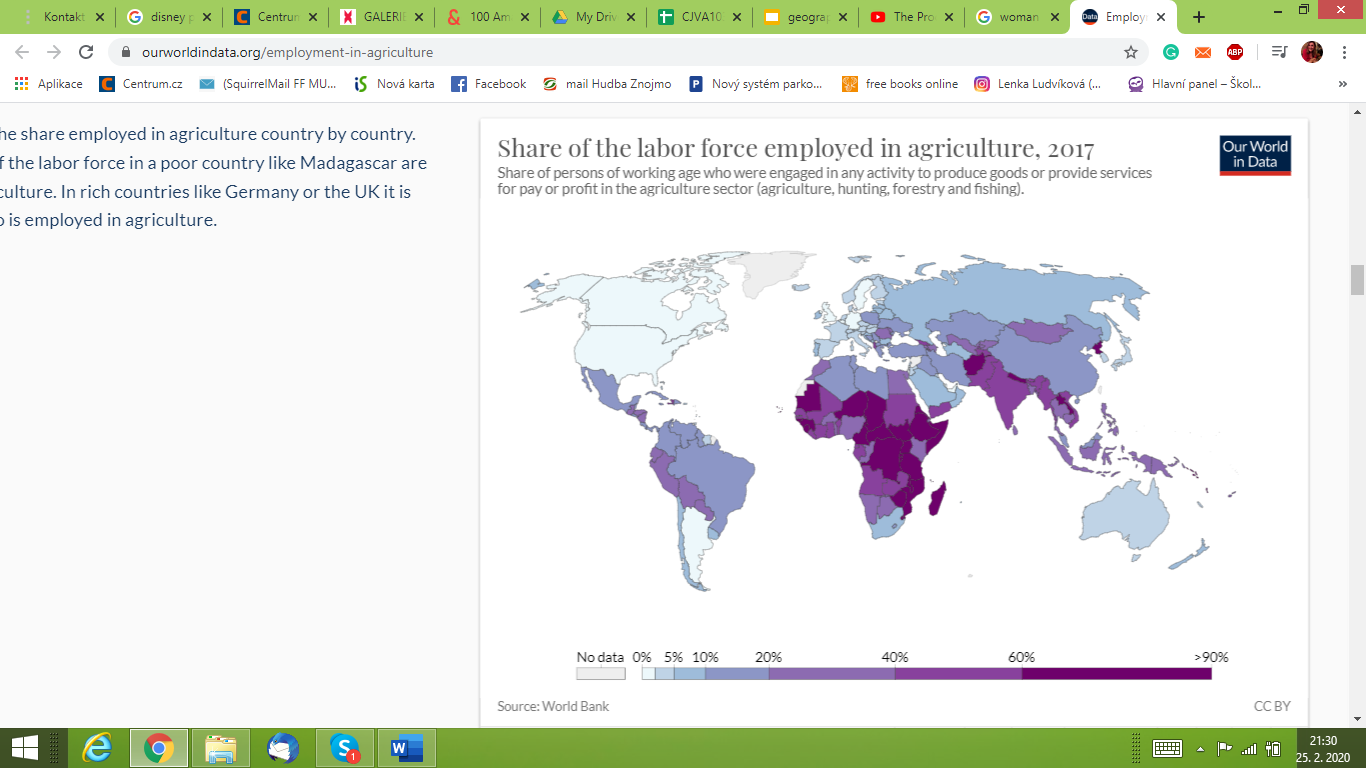 Kontakt
disney p
Centrun
GALERIE
100 Am
My Driv
CJVA10
geograp
The Pro
woman
Employ
ourworldindata.org/employment-in-agriculture
ABP
Aplikace
Centrum.cz
(SquirrelMail FF MU...
Nová karta
Facebook
mail Hudba Znojmo
Nový systém parko...
free books online
Lenka Ludvíková (...
Hlavní panel – Škol...
»
he share employed in agriculture country by country.
f the labor force in a poor country like Madagascar are
culture. In rich countries like Germany or the UK it is
o is employed in agriculture.
Share of the labor force employed in agriculture, 2017
Our World
in Data
Share of persons of working age who were engaged in any activity to produce goods or provide services
for pay or profit in the agriculture sector (agriculture, hunting, forestry and fishing).
No data 0% 5% 10% 20% 40% 60% >90%
Source: World Bank
CC BY
21:30
25. 2. 2020